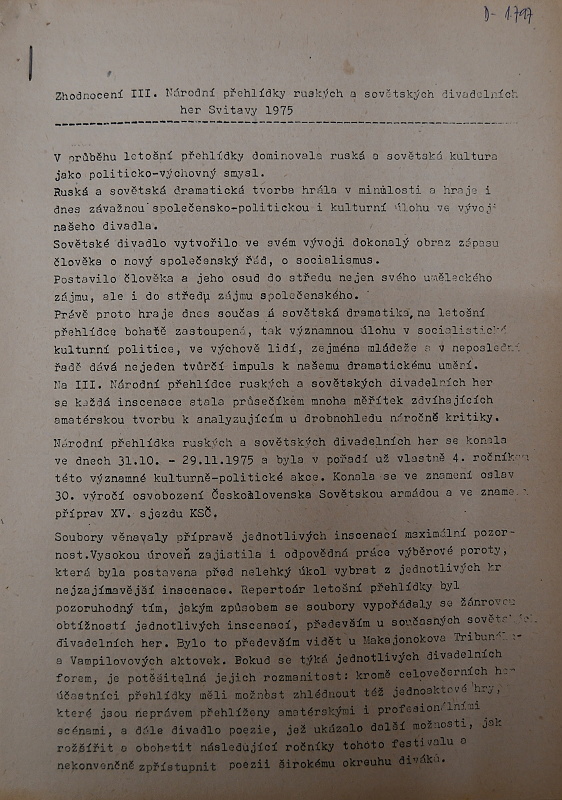 D- 1.797
Zhodnocení III. Národní přehlídky ruských a sovětských divadelních
her Svitavy 1975
V průběhu letošní přehlídky dominovala ruská a sovětská kultura
jako politicko-výchovný smysl.
Ruská a sovětská dramatická tvorba hrála v minulosti a hraje i
dnes závažnou společensko-politickou i kulturní úlohu ve vývoji
našeho divadla.
Sovětské divadlo vytvořilo ve svém vývoji dokonalý obraz zápasu
člověka o nový společenský řád, o socialismus.
Postavilo člověka a jeho osud do středu nejen svého uměleckého
zájmu, ale i do středu zájmu společenského.
Právě proto hraje dnes součas á sovětská dramatika, na letošní
přehlídce bohatě zastoupená, tak významnou úlohu v socialistické
kulturní politice, ve výchově lidí, zejména mládeže a v neposlední
řadě dává nejeden tvůrčí impuls k našemu dramatickému umění.
Na III. Národní přehlídce ruských a sovětských divadelních her
se každá inscenace stala průsečíkem mnoha měřítek zdvíhajících
amatérskou tvorbu k analyzujícím u drobnohledu náročné kritiky.
Národní přehlídka ruských a sovětských divadelních her se konala
ve dnech 31.10. - 29.11.1975 a byla v pořadí už vlastně 4. ročníkem
této významné kulturně-politické akce. Konala se ve znamení oslav
30. výročí osvobození Československa Sovětskou armádou a ve zname
příprav XV. sjezdu KSČ.
Soubory věnovaly přípravě jednotlivých inscenací maximální pozor-
nost.Vysokou úroveň zajistila i odpovědná práce výběrové poroty,
která byla postavena před nelehký úkol vybrat z jednotlivých kr
nejzajímavější inscenace. Repertoár letošní přehlídky byl
pozoruhodný tím, jakým způsobem se soubory vypořádaly se žánrovou
obtížností jednotlivých inscenací, především u současných sovětských
divadelních her. Bylo to především vidět u Makajonokova Tribunálu
a Vampilovových aktovek. Bokud se týká jednotlivých divadelních
forem, je potěšitelná jejich rozmanitost: kromě celovečerních her
účastníci přehlídky měli možnost zhlédnout též jednoaktové hry,
které jsou neprávem přehlíženy amatérskými i profesionálními
scénami, a dále divadlo poezie, jež ukázalo další možnosti, jak
rozšířit a obohatit následující ročníky tohoto festivalu a
nekonvenčně zpřístupnit poezii širokému okruhu diváků.